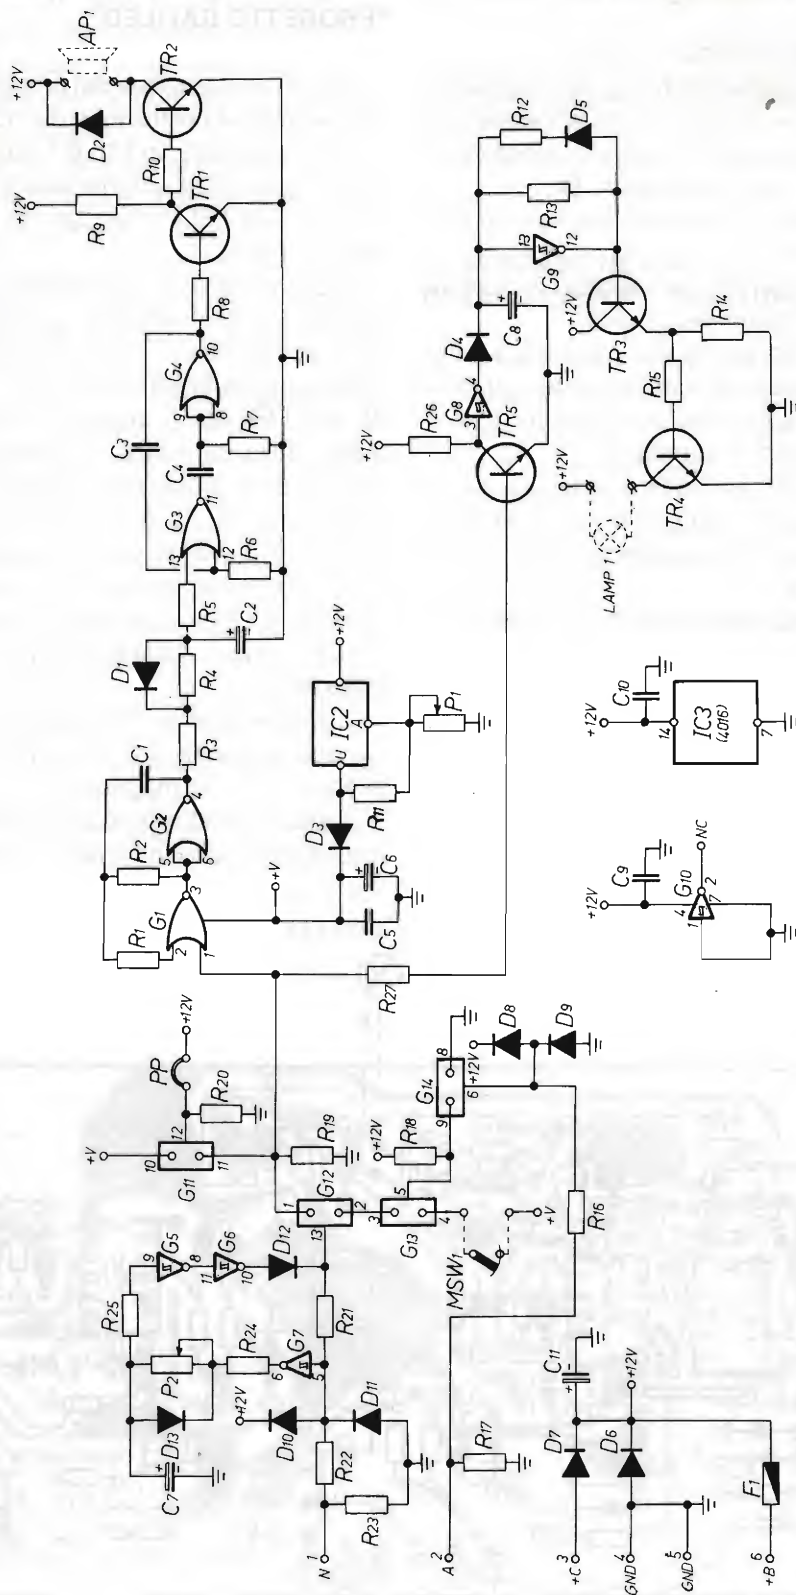 +12V
AP1
D2
TR2
R10
+12V
R9
TR1
R8
C3
G4
10
9
8
C4
R7
G3
11
13
12
R6
R5
D1
R4
C2
+
R3
C1
G2
4
5
6
R2
R1
G1
3
2
1
+V
D3
C6
+
C5
U
IC2
I
A
+12V
R11
P1
R27
+12V
R26
G8
3
4
D4
TR5
C8
+
R12
D5
R13
13
G9
12
+12V
TR3
R14
R15
+12V
TR4
LAMP 1
+12V
C10
14
IC3
(4016)
7
+12V
C9
4
G10
1
7
2
NC
PP
+12V
+V
12
R20
10
11
G11
R19
1
G12
2
13
+12V
R18
5
3
G13
4
MSW1
+V
G14
8
9
6
+12V
D8
D9
R16
R25
9
G5
8
11
G6
10
D12
P2
R24
6
G7
5
R21
D13
C7
+
+12V
D10
D11
R22
R23
1
N
2
A
R17
C11
+
-
+12V
D7
D6
F1
3
+C
4
GND
5
GND
6
+B